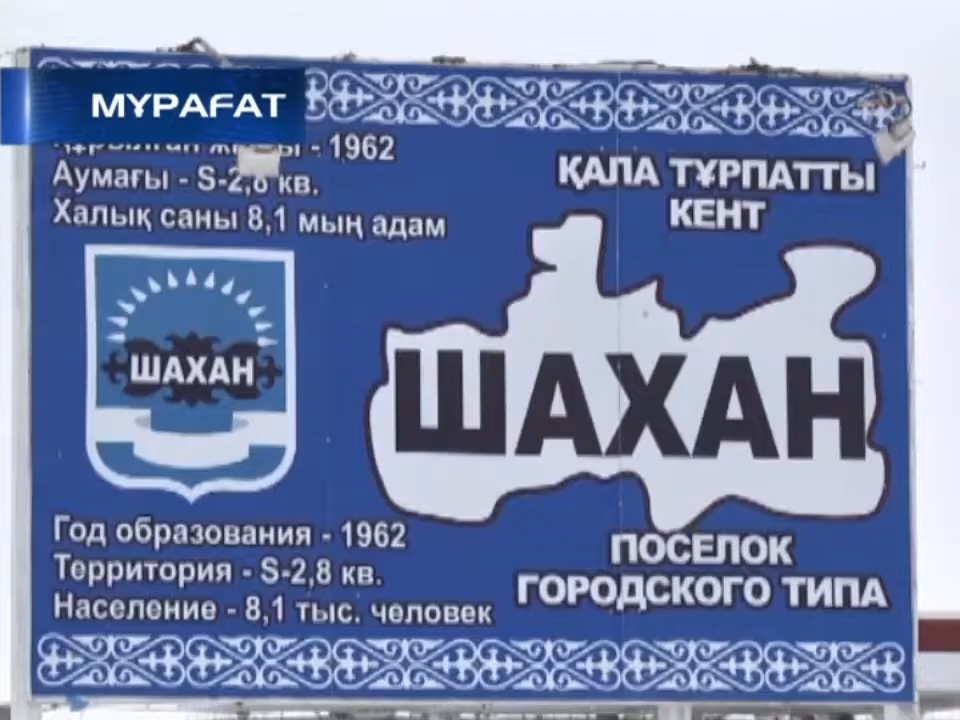 МҰРАҒАТ
- 1962
Аумағы - S-2,8 кв.
Халық саны 8,1 мың адам
ҚАЛА ТҰРПАТТЫ
КЕНТ
ШАХАН
ШАХАН
Год образования - 1962
Территория - S-2,8 кв.
Население - 8,1 тыс. человек
ПОСЕЛОК
ГОРОДСКОГО ТИПА